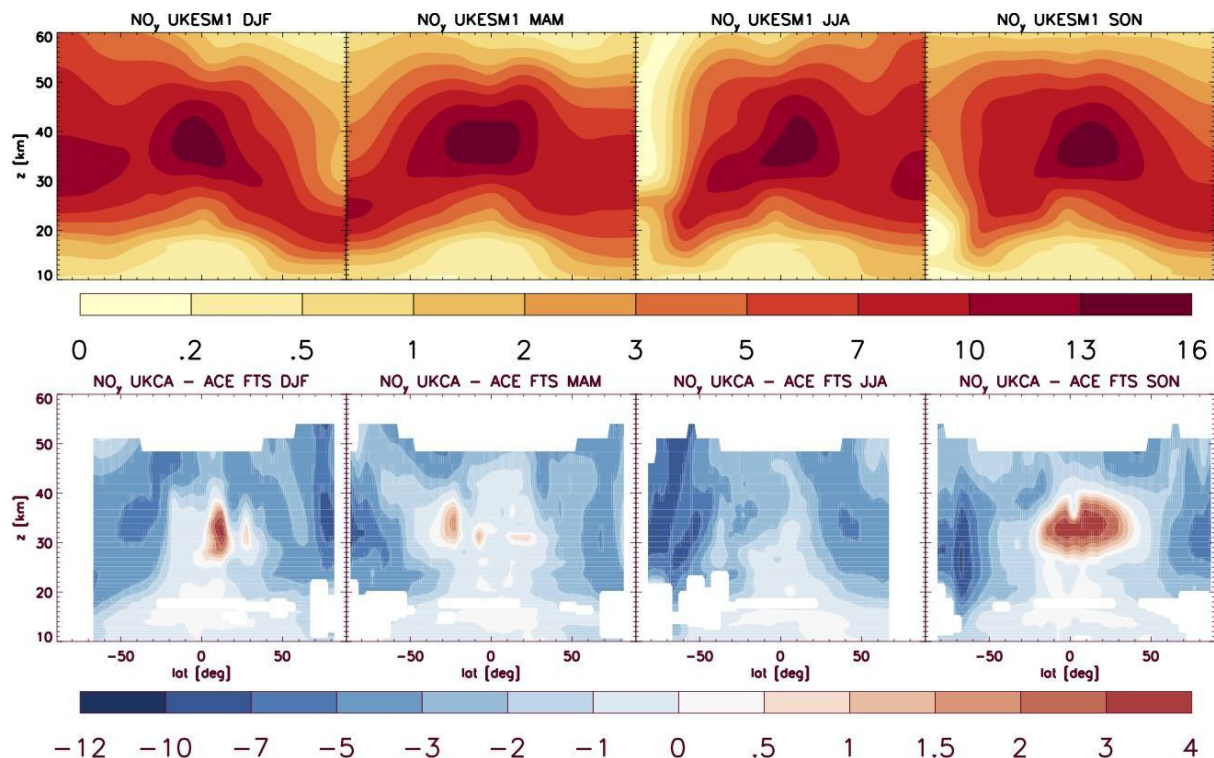 NOy UKESM1 DJF NOy UKESM1 MAM NOy UKESM1 JJA NOy UKESM1 SON
60
50
40
30
20
10
z [km]
0 .2 .5 1 2 3 5 7 10 13 16
NOy UKCA – ACE FTS DJF NOy UKCA – ACE FTS MAM NOy UKCA – ACE FTS JJA NOy UKCA – ACE FTS SON
60
50
40
30
20
10
z [km]
−50 0 50 −50 0 50 −50 0 50 −50 0 50
lat [deg] lat [deg] lat [deg] lat [deg]
−12 −10 −7 −5 −3 −2 −1 0 .5 1 1.5 2 3 4